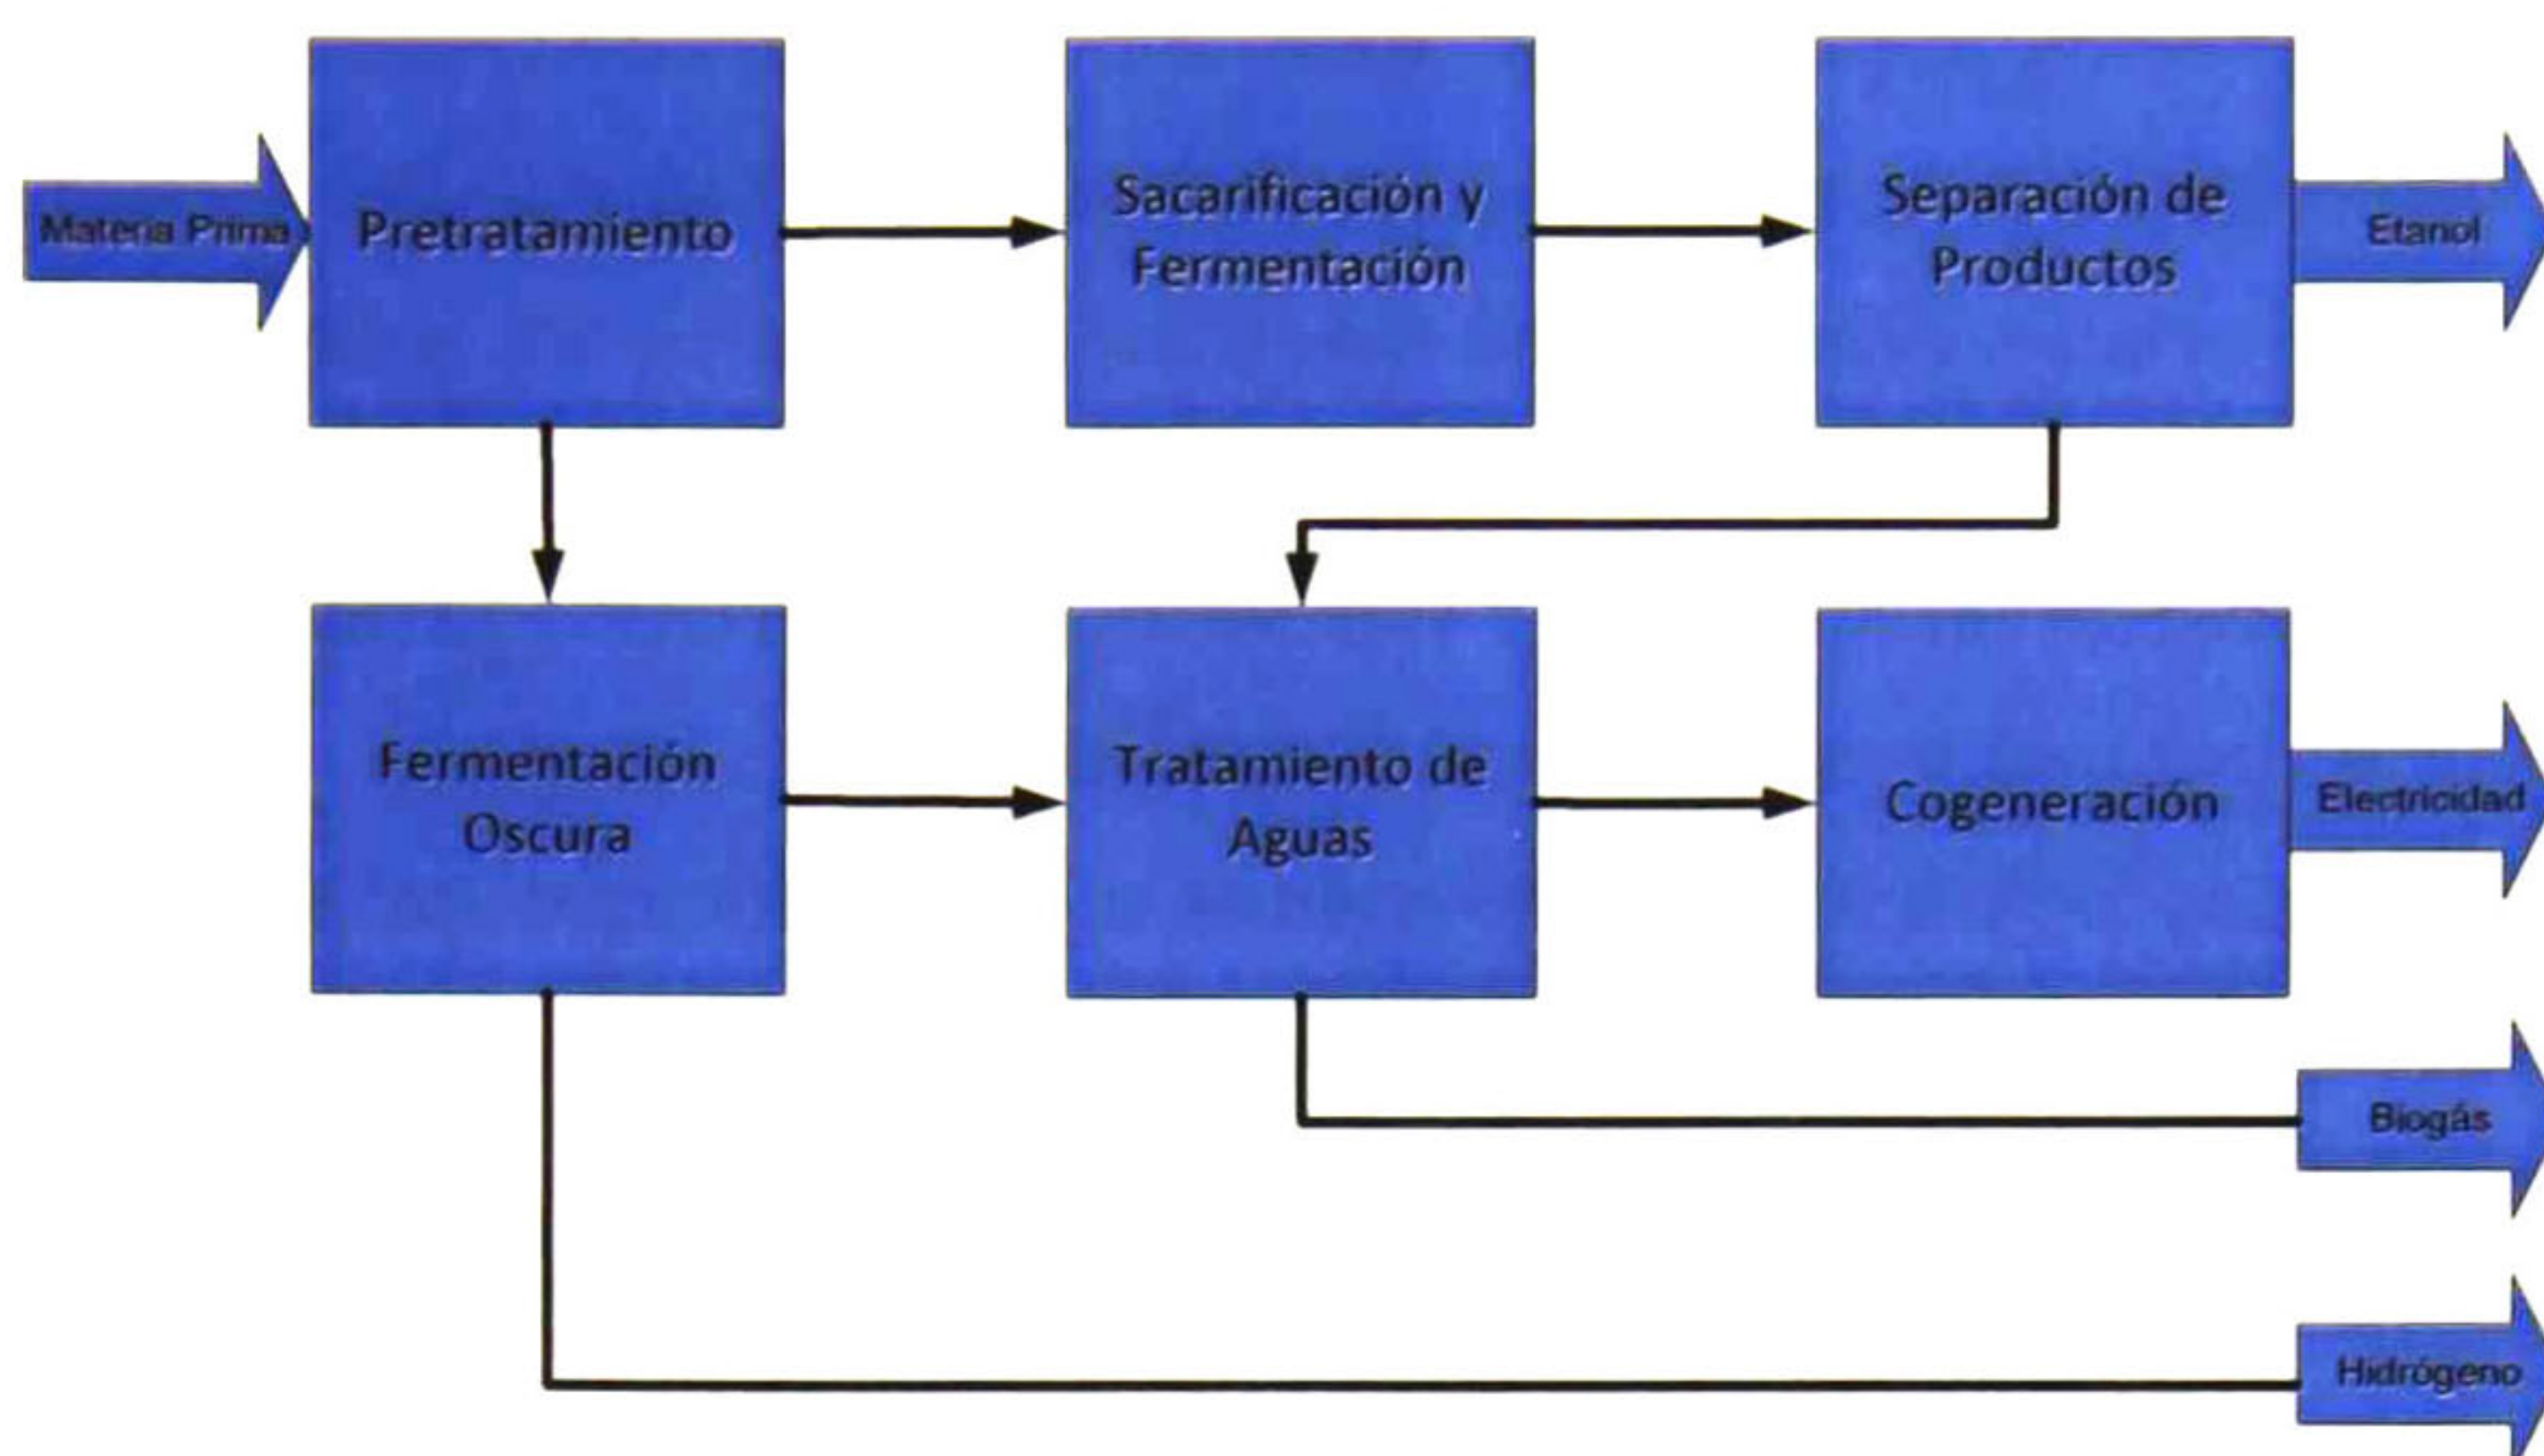 Materia Prima
Pretratamiento
Sacarificación y
Fermentación
Separación de
Productos
Etanol
Fermentación
Oscura
Tratamiento de
Aguas
Cogeneración
Electricidad
Biogás
Hidrógeno